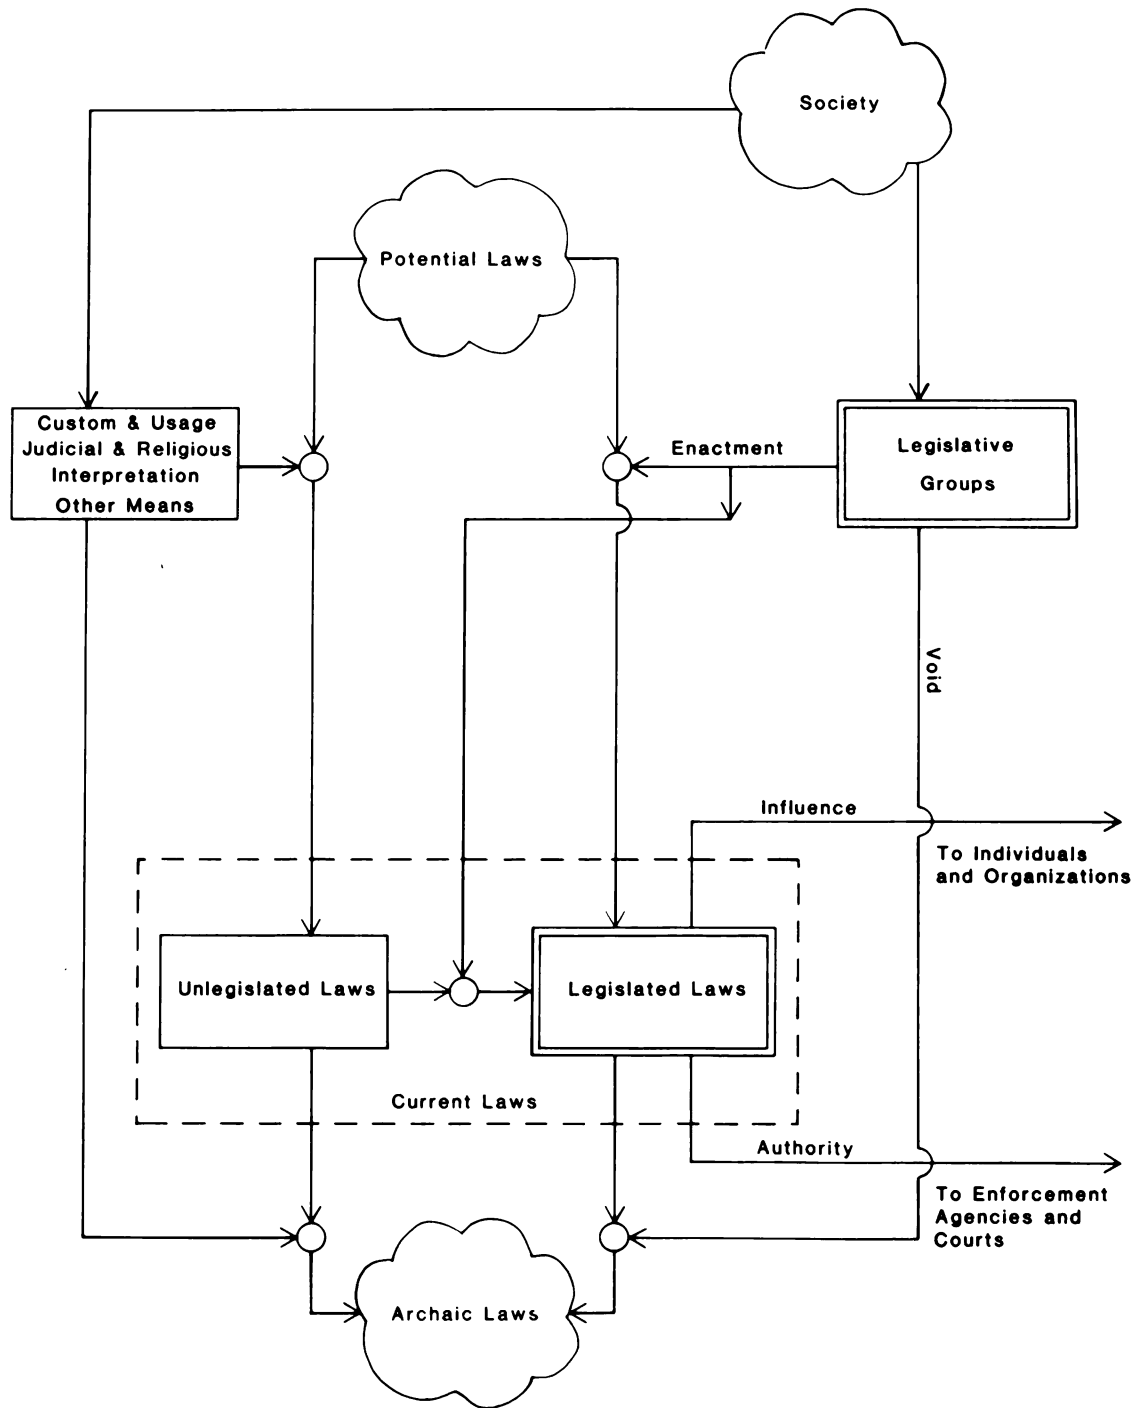 Society
Potential Laws
Custom & Usage
Judicial & Religious
Interpretation
Other Means
Enactment
Legislative
Groups
Void
Influence
To Individuals
and Organizations
Unlegislated Laws
Legislated Laws
Current Laws
Authority
To Enforcement
Agencies and
Courts
Archaic Laws